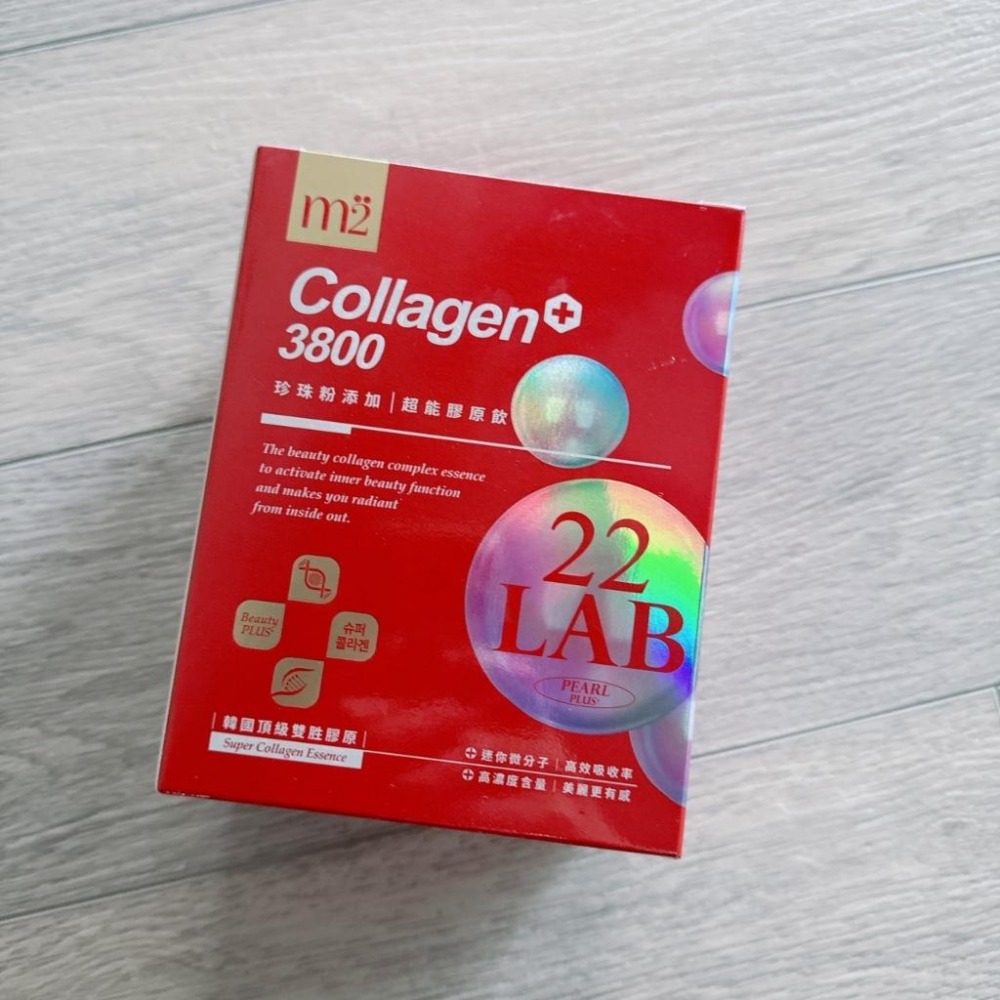 m2
Collagen+
3800
珍珠粉添加|超能膠原飲
The beauty collagen complex essence
to activate inner beauty function
and makes you radiant
from inside out.
22
LAB
PEARL
PLUS+
Beauty
PLUS+
슈퍼
콜라겐
|韓國頂級雙胜膠原|
Super Collagen Essence
迷你微分子|高效吸收率
高濃度含量|美麗更有感